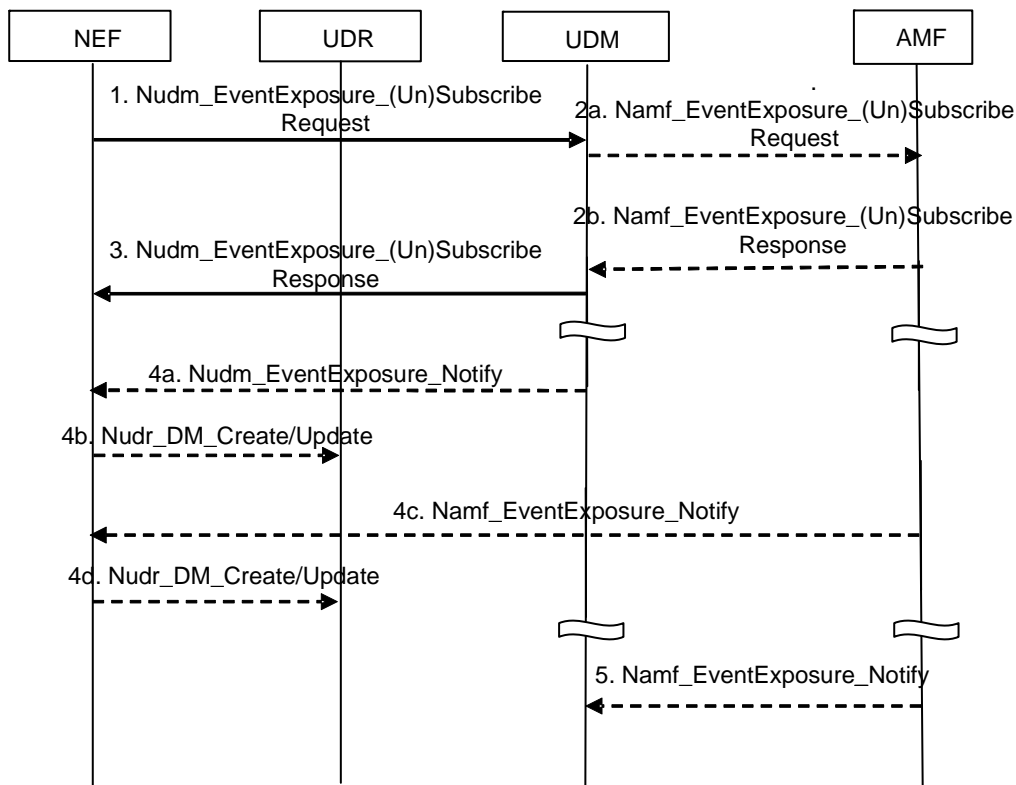 NEF
UDR
UDM
AMF
1. Nudm_EventExposure_(Un)Subscribe
Request
.
2a. Namf_EventExposure_(Un)Subscribe
Request
2b. Namf_EventExposure_(Un)Subscribe
Response
3. Nudm_EventExposure_(Un)Subscribe
Response
4a. Nudm_EventExposure_Notify
4b. Nudr_DM_Create/Update
4c. Namf_EventExposure_Notify
4d. Nudr_DM_Create/Update
5. Namf_EventExposure_Notify